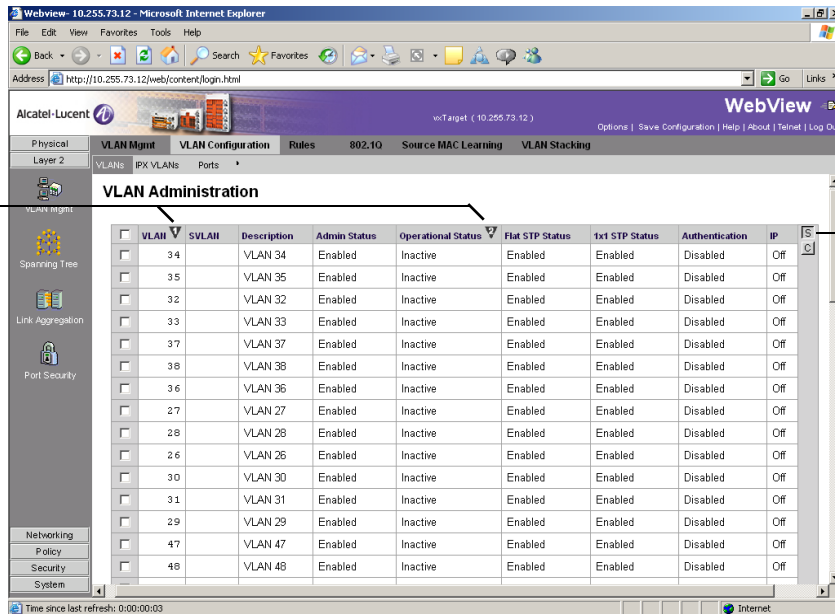 Webview- 10.255.73.12 - Microsoft Internet Explorer
File Edit View Favorites Tools Help
Back Search Favorites
Address http://10.255.73.12/web/content/login.html Go Links
Alcatel-Lucent vxTarget ( 10.255.73.12 ) WebView
Options | Save Configuration | Help | About | Telnet | Log Ou
Physical VLAN Mgmt VLAN Configuration Rules 802.1Q Source MAC Learning VLAN Stacking
Layer 2 VLANs IPX VLANs Ports
VLAN Administration
VLAN Mgmt
Spanning Tree
Link Aggregation
Port Security
VLAN 1 SVLAN Description Admin Status Operational Status 2 Flat STP Status 1x1 STP Status Authentication IP S
C
34 VLAN 34 Enabled Inactive Enabled Enabled Disabled Off
35 VLAN 35 Enabled Inactive Enabled Enabled Disabled Off
32 VLAN 32 Enabled Inactive Enabled Enabled Disabled Off
33 VLAN 33 Enabled Inactive Enabled Enabled Disabled Off
37 VLAN 37 Enabled Inactive Enabled Enabled Disabled Off
38 VLAN 38 Enabled Inactive Enabled Enabled Disabled Off
36 VLAN 36 Enabled Inactive Enabled Enabled Disabled Off
27 VLAN 27 Enabled Inactive Enabled Enabled Disabled Off
28 VLAN 28 Enabled Inactive Enabled Enabled Disabled Off
26 VLAN 26 Enabled Inactive Enabled Enabled Disabled Off
30 VLAN 30 Enabled Inactive Enabled Enabled Disabled Off
31 VLAN 31 Enabled Inactive Enabled Enabled Disabled Off
29 VLAN 29 Enabled Inactive Enabled Enabled Disabled Off
47 VLAN 47 Enabled Inactive Enabled Enabled Disabled Off
48 VLAN 48 Enabled Inactive Enabled Enabled Disabled Off
Networking
Policy
Security
System
Time since last refresh: 0:00:00:03 Internet